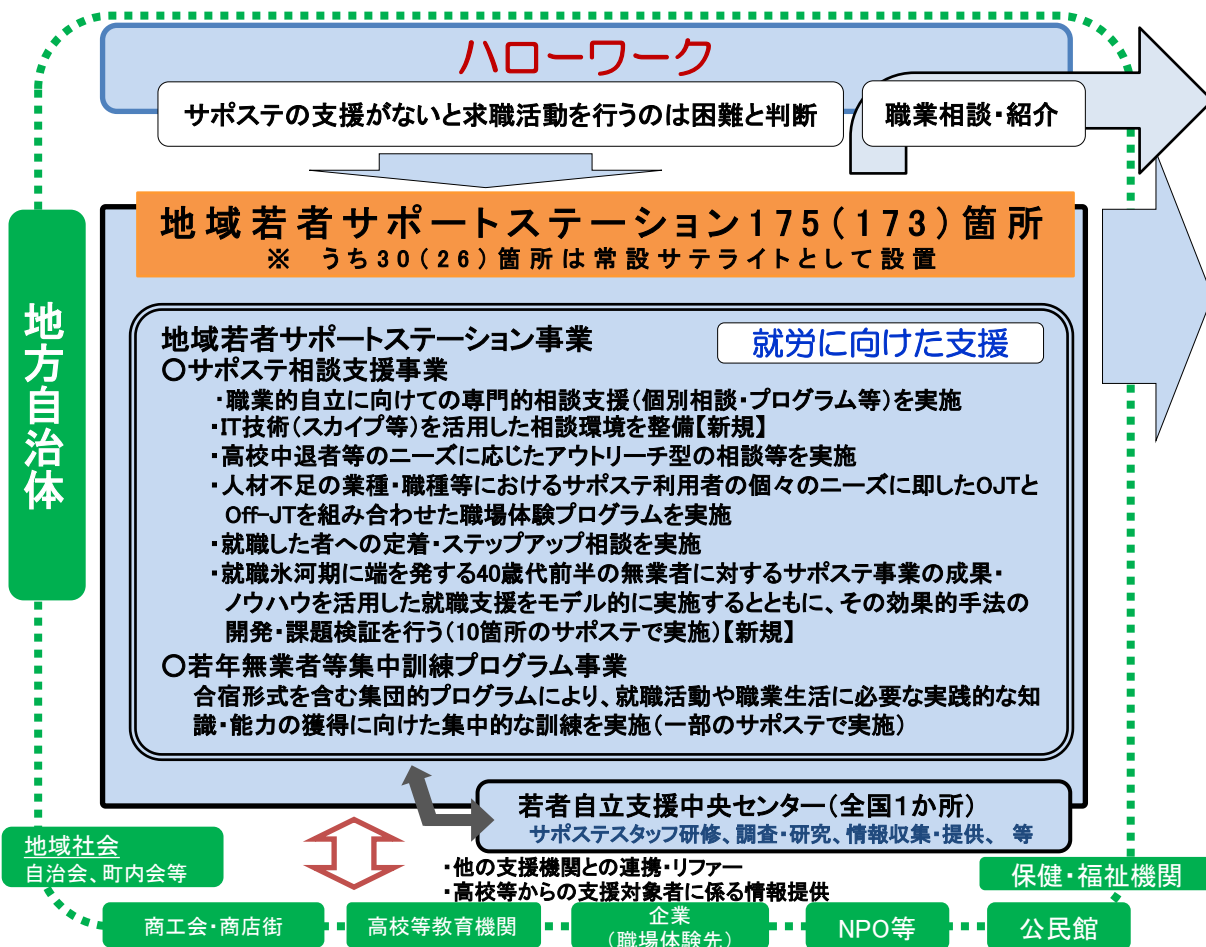 ハローワーク
サポステの支援がないと求職活動を行うのは困難と判断
職業相談・紹介
地域若者サポートステーション175(173)箇所
※　うち30(26)箇所は常設サテライトとして設置
地方自治体
地域若者サポートステーション事業
就労に向けた支援
○サポステ相談支援事業
・職業的自立に向けての専門的相談支援(個別相談・プログラム等)を実施
・IT技術(スカイプ等)を活用した相談環境を整備【新規】
・高校中退者等のニーズに応じたアウトリーチ型の相談等を実施
・人材不足の業種・職種等におけるサポステ利用者の個々のニーズに即したOJTと
Off-JTを組み合わせた職場体験プログラムを実施
・就職した者への定着・ステップアップ相談を実施
・就職氷河期に端を発する40歳代前半の無業者に対するサポステ事業の成果・
ノウハウを活用した就職支援をモデル的に実施するとともに、その効果的手法の
開発・課題検証を行う(10箇所のサポステで実施)【新規】
○若年無業者等集中訓練プログラム事業
合宿形式を含む集団的プログラムにより、就職活動や職業生活に必要な実践的な知
識・能力の獲得に向けた集中的な訓練を実施(一部のサポステで実施)
若者自立支援中央センター(全国1か所)
サポステスタッフ研修、調査・研究、情報収集・提供、 等
地域社会
自治会、町内会等
・他の支援機関との連携・リファー
・高校等からの支援対象者に係る情報提供
保健・福祉機関
商工会・商店街
高校等教育機関
企業
(職場体験先)
NPO等
公民館